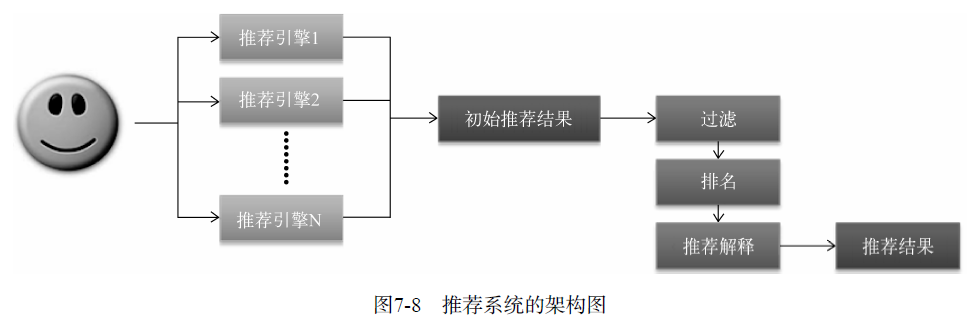 推荐引擎1
推荐引擎2
推荐引擎N
初始推荐结果
过滤
排名
推荐解释
推荐结果
图7-8 推荐系统的架构图